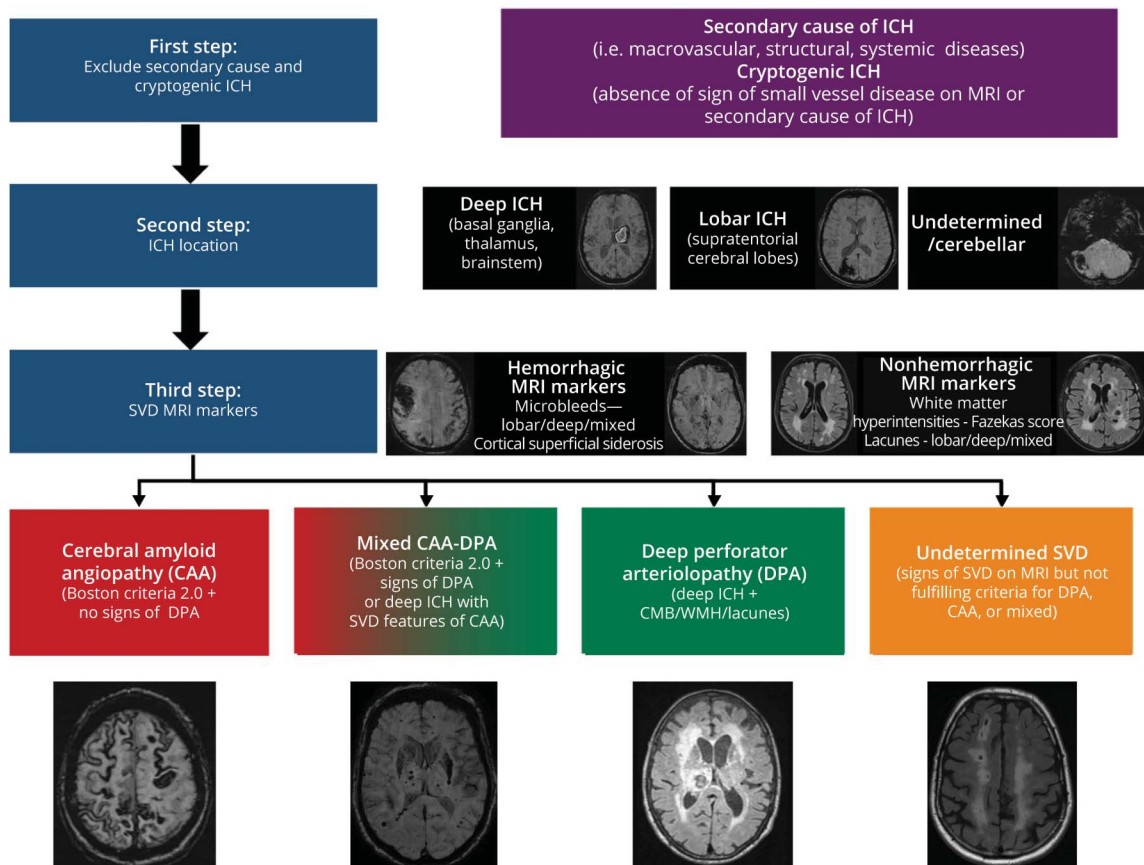 First step:
Exclude secondary cause and
cryptogenic ICH
Secondary cause of ICH
(i.e. macrovascular, structural, systemic diseases)
Cryptogenic ICH
(absence of sign of small vessel disease on MRI or
secondary cause of ICH)
Second step:
ICH location
Deep ICH
(basal ganglia,
thalamus,
brainstem)
Lobar ICH
(supratentorial
cerebral lobes)
Undetermined
/cerebellar
Third step:
SVD MRI markers
Hemorrhagic
MRI markers
Microbleeds—
lobar/deep/mixed
Cortical superficial siderosis
Nonhemorrhagic
MRI markers
White matter
hyperintensities - Fazekas score
Lacunes - lobar/deep/mixed
Cerebral amyloid
angiopathy (CAA)
(Boston criteria 2.0 +
no signs of DPA)
Mixed CAA-DPA
(Boston criteria 2.0 +
signs of DPA
or deep ICH with
SVD features of CAA)
Deep perforator
arteriolopathy (DPA)
(deep ICH +
CMB/WMH/lacunes)
Undetermined SVD
(signs of SVD on MRI but not
fulfilling criteria for DPA,
CAA, or mixed)